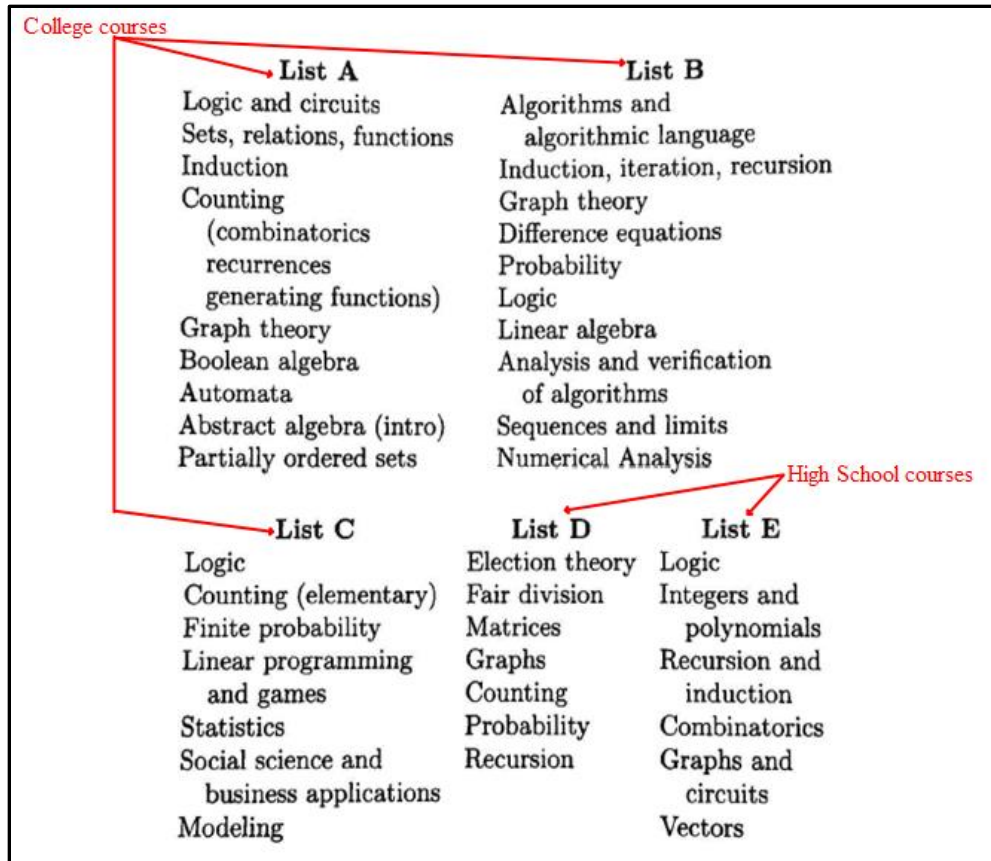 College courses
List A
Logic and circuits
Sets, relations, functions
Induction
Counting
(combinatorics
recurrences
generating functions)
Graph theory
Boolean algebra
Automata
Abstract algebra (intro)
Partially ordered sets
List B
Algorithms and
algorithmic language
Induction, iteration, recursion
Graph theory
Difference equations
Probability
Logic
Linear algebra
Analysis and verification
of algorithms
Sequences and limits
Numerical Analysis
High School courses
List C
Logic
Counting (elementary)
Finite probability
Linear programming
and games
Statistics
Social science and
business applications
Modeling
List D
Election theory
Fair division
Matrices
Graphs
Counting
Probability
Recursion
List E
Logic
Integers and
polynomials
Recursion and
induction
Combinatorics
Graphs and
circuits
Vectors